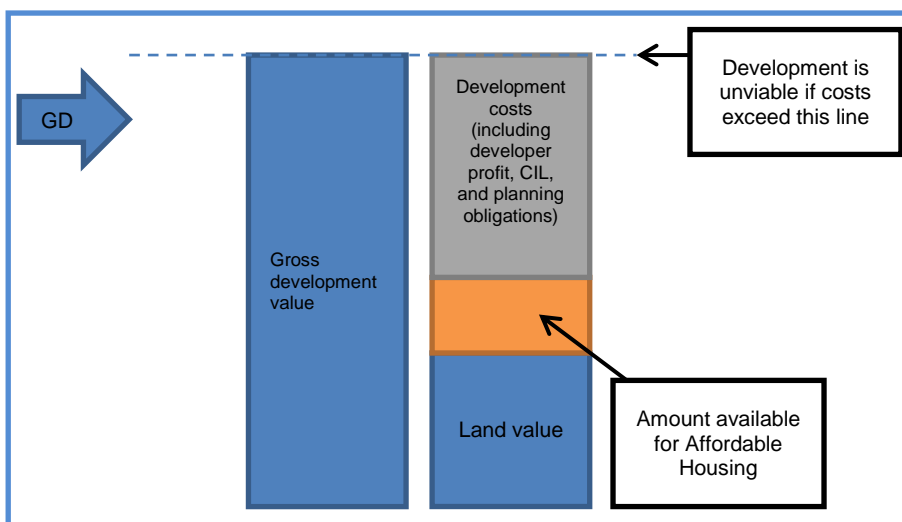 GD
Gross
development
value
Development
costs
(including
developer
profit, CIL,
and planning
obligations)
Land value
Development is
unviable if costs
exceed this line
Amount available
for Affordable
Housing